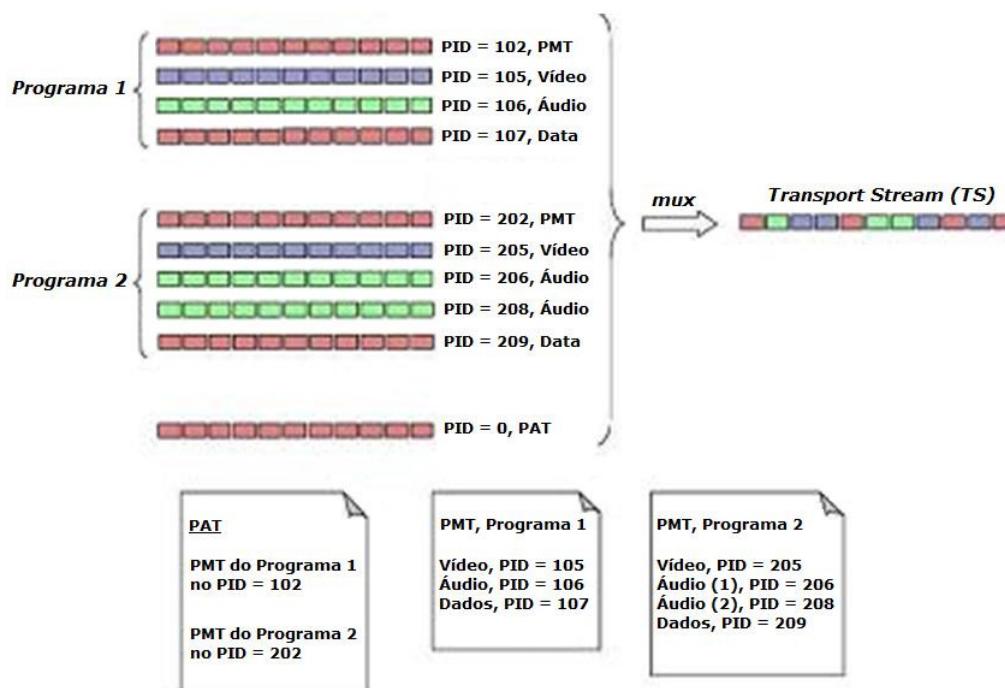 Programa 1
PID = 102, PMT
PID = 105, Vídeo
PID = 106, Áudio
PID = 107, Data
Programa 2
PID = 202, PMT
PID = 205, Vídeo
PID = 206, Áudio
PID = 208, Áudio
PID = 209, Data
PID = 0, PAT
mux
Transport Stream (TS)
PAT
PMT do Programa 1
no PID = 102
PMT do Programa 2
no PID = 202
PMT, Programa 1
Vídeo, PID = 105
Áudio, PID = 106
Dados, PID = 107
PMT, Programa 2
Vídeo, PID = 205
Áudio (1), PID = 206
Áudio (2), PID = 208
Dados, PID = 209